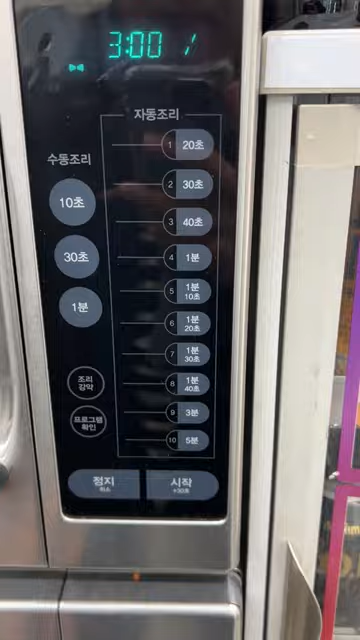 3:00
자동조리
수동조리
1 20초
2 30초
3 40초
4 1분
5 1분
10초
6 1분
20초
7 1분
30초
8 1분
40초
9 3분
10 5분
10초
30초
1분
조리
강약
프로그램
확인
정지
취소
시작
+30초